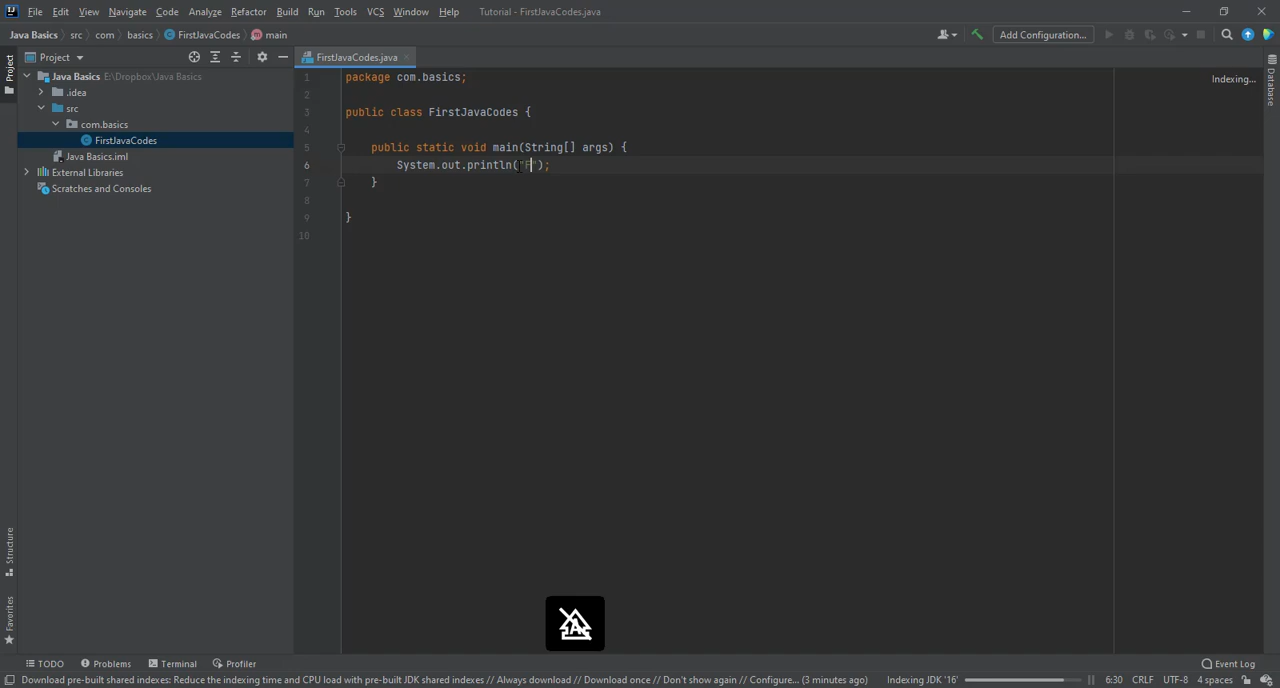 File Edit View Navigate Code Analyze Refactor Build Run Tools VCS Window Help Tutorial - FirstJavaCodes.java
Java Basics src com basics FirstJavaCodes main Add Configuration...
Project
Project
FirstJavaCodes.java
Java Basics E:\Dropbox\Java Basics
.idea
src
com.basics
FirstJavaCodes
Java Basics.iml
External Libraries
Scratches and Consoles
1 package com.basics;
2
3 public class FirstJavaCodes {
4
5 public static void main(String[] args) {
6 System.out.println("F");
7 }
8
9 }
10
Indexing...
Database
Structure
Favorites
A
TODO Problems Terminal Profiler Event Log
Download pre-built shared indexes: Reduce the indexing time and CPU load with pre-built JDK shared indexes // Always download // Download once // Don't show again // Configure... (3 minutes ago) Indexing JDK '16' 6:30 CRLF UTF-8 4 spaces